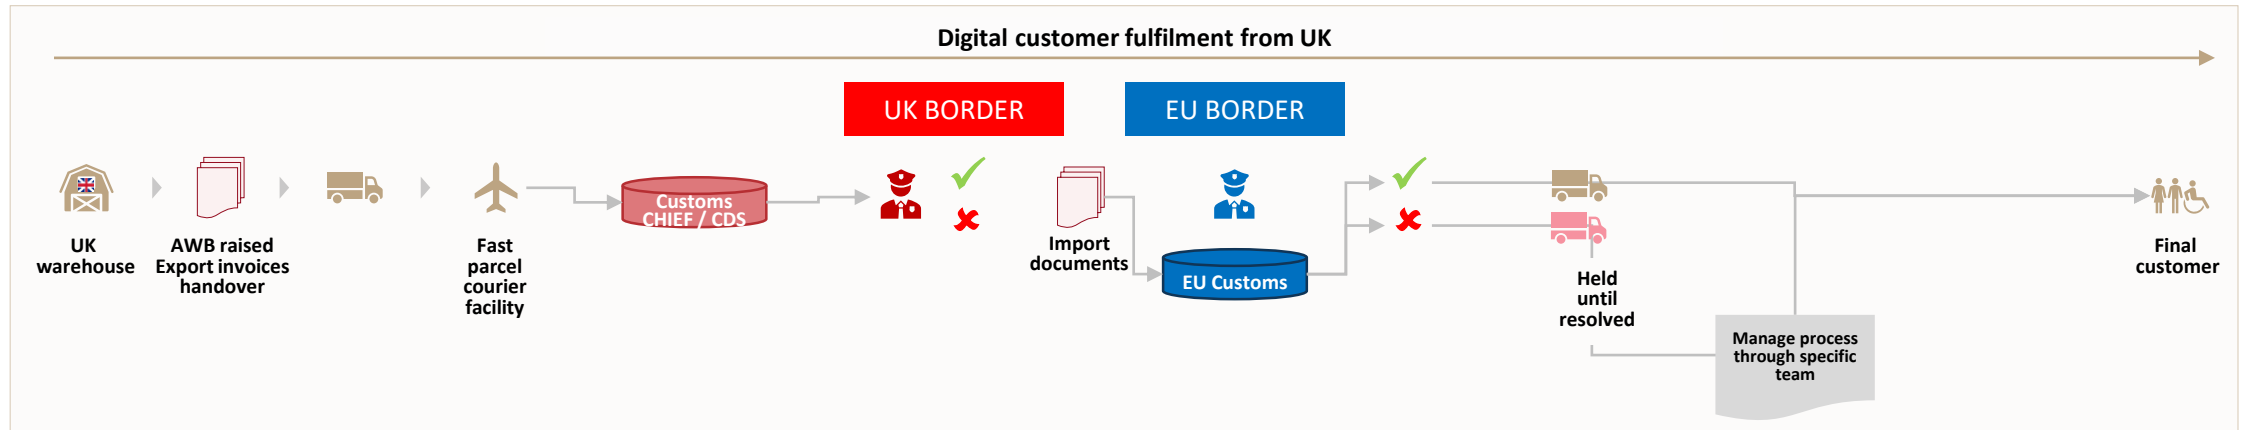 Digital customer fulfilment from UK
UK BORDER
EU BORDER
UK
warehouse
AWB raised
Export invoices
handover
Fast
parcel
courier
facility
Customs
CHIEF / CDS
Import
documents
EU Customs
Held
until
resolved
Manage process
through specific
team
Final
customer